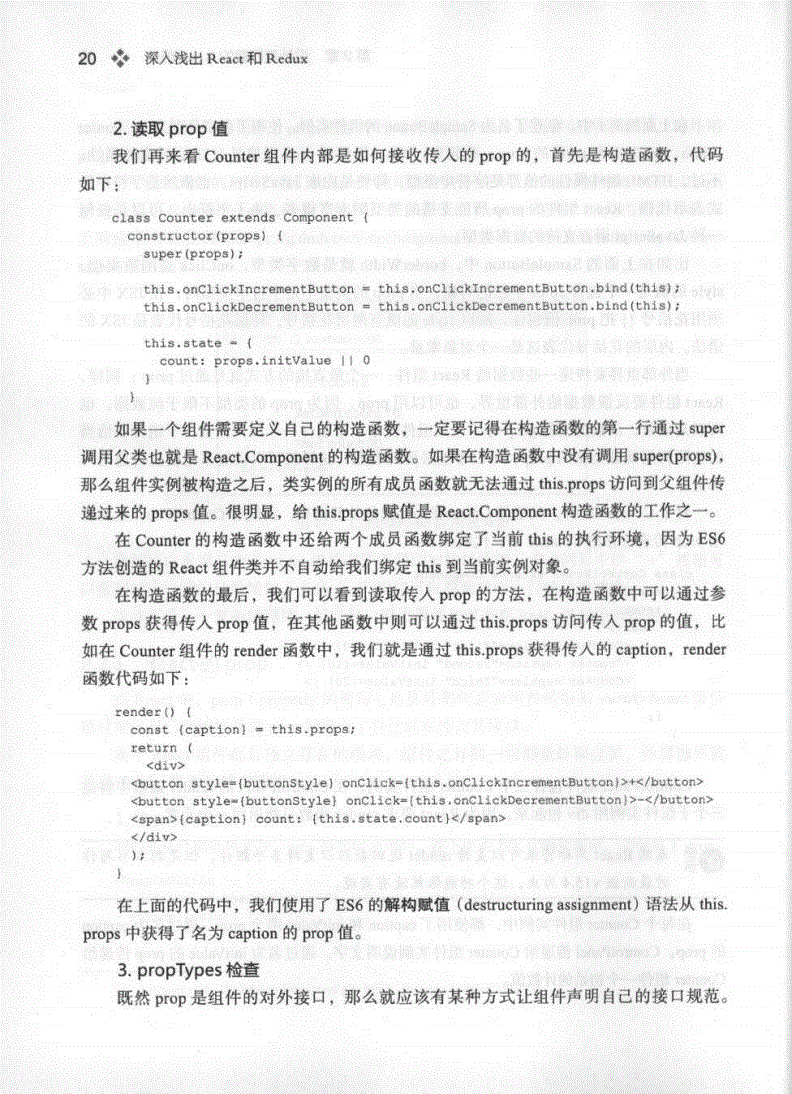 20 深入浅出 React 和 Redux
2. 读取 prop 值
我们再来看 Counter 组件内部是如何接收传入的 prop 的，首先是构造函数，代码
如下：
class Counter extends Component {
constructor(props) {
super(props);
this.onClickIncrementButton = this.onClickIncrementButton.bind(this);
this.onClickDecrementButton = this.onClickDecrementButton.bind(this);
this.state = {
count: props.initValue || 0
}
}
如果一个组件需要定义自己的构造函数，一定要记得在构造函数的第一行通过 super
调用父类也就是 React.Component 的构造函数。如果在构造函数中没有调用 super(props)，
那么组件实例被构造之后，类实例的所有成员函数就无法通过 this.props 访问到父组件传
递过来的 props 值。很明显，给 this.props 赋值是 React.Component 构造函数的工作之一。
在 Counter 的构造函数中还给两个成员函数绑定了当前 this 的执行环境，因为 ES6
方法创造的 React 组件类并不自动给我们绑定 this 到当前实例对象。
在构造函数的最后，我们可以看到读取传入 prop 的方法，在构造函数中可以通过参
数 props 获得传入 prop 值，在其他函数中则可以通过 this.props 访问传入 prop 的值，比
如在 Counter 组件的 render 函数中，我们就是通过 this.props 获得传入的 caption，render
函数代码如下：
render() {
const {caption} = this.props;
return (
<div>
<button style={buttonStyle} onClick={this.onClickIncrementButton}>+</button>
<button style={buttonStyle} onClick={this.onClickDecrementButton}>-</button>
<span>{caption} count: {this.state.count}</span>
</div>
);
}
在上面的代码中，我们使用了 ES6 的解构赋值（destructuring assignment）语法从 this.
props 中获得了名为 caption 的 prop 值。
3. propTypes 检查
既然 prop 是组件的对外接口，那么就应该有某种方式让组件声明自己的接口规范。